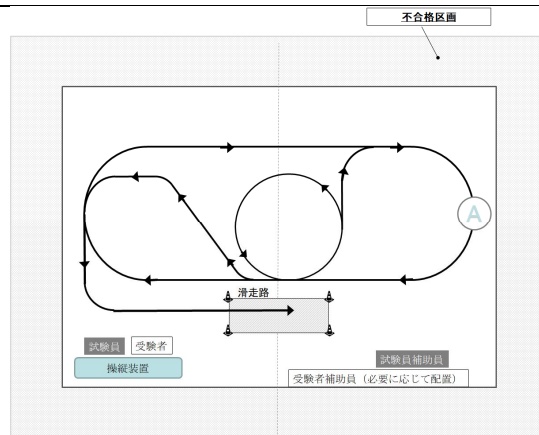 不合格区画
A
滑走路
試験員
受験者
操縦装置
試験員補助員
受験者補助員（必要に応じて配置）